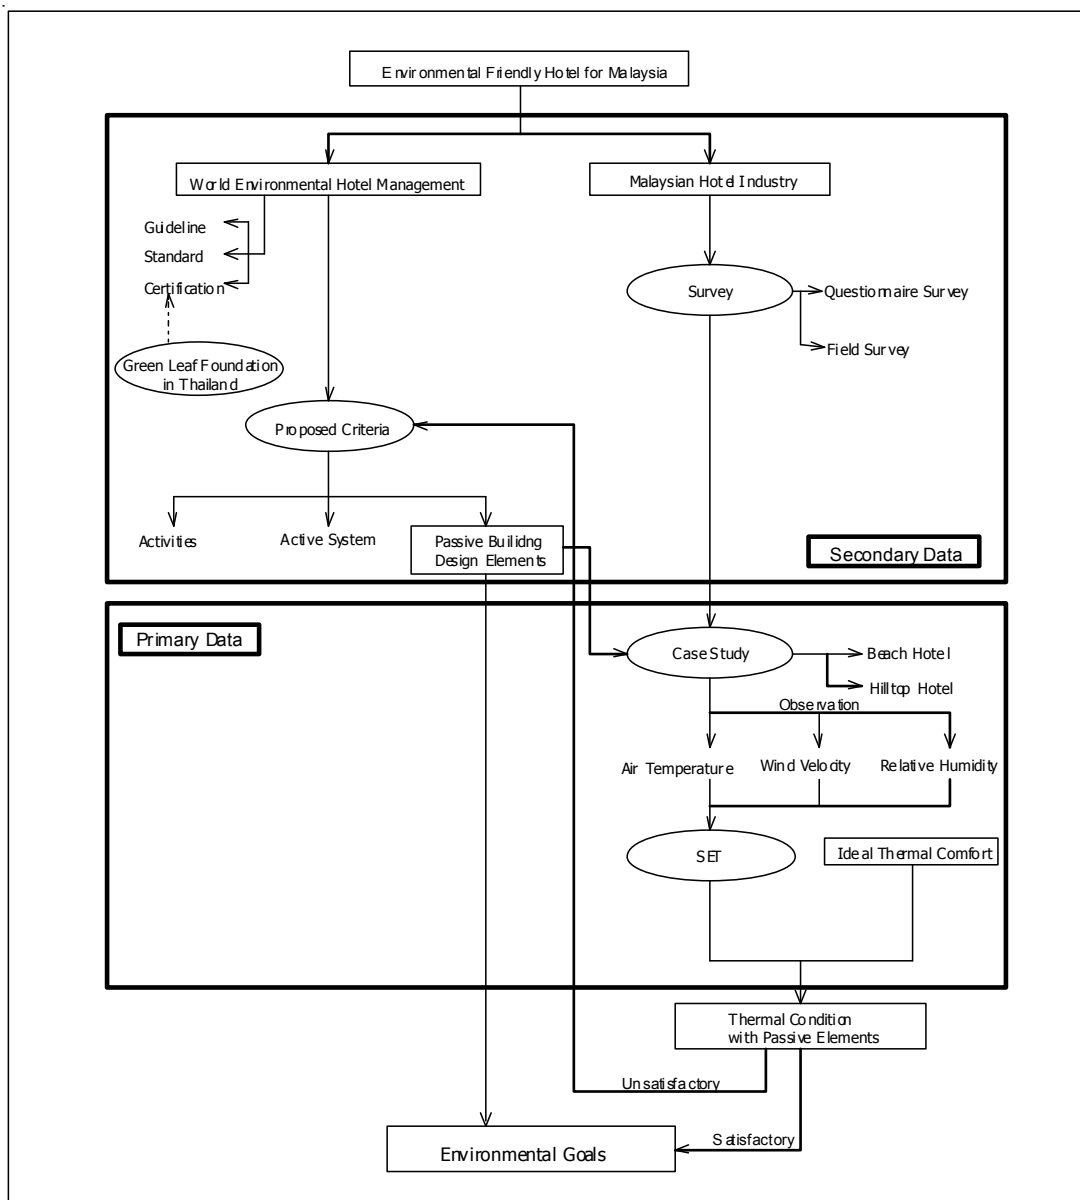 Environmental Friendly Hotel for Malaysia
World Environmental Hotel Management
Malaysian Hotel Industry
Guideline
Standard
Certification
Survey
Questionnaire Survey
Field Survey
Green Leaf Foundation
in Thailand
Proposed Criteria
Activities
Active System
Passive Builidng
Design Elements
Secondary Data
Primary Data
Case Study
Beach Hotel
Hilltop Hotel
Observation
Air Temperature
Wind Velocity
Relative Humidity
SET
Ideal Thermal Comfort
Thermal Condition
with Passive Elements
Unsatisfactory
Satisfactory
Environmental Goals